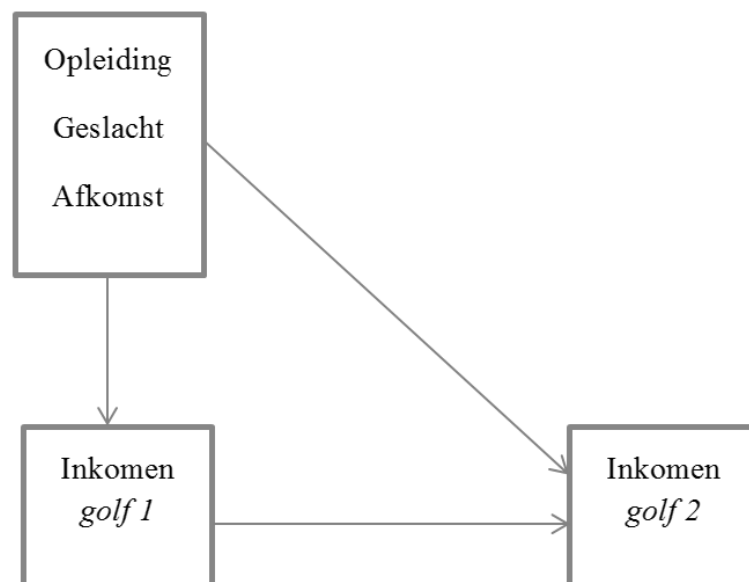 Opleiding
Geslacht
Afkomst
Inkomen
golf 1
Inkomen
golf 2